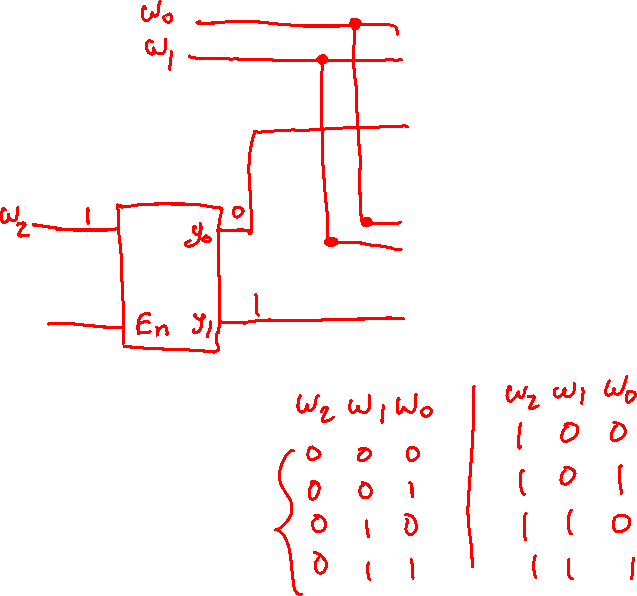 w₀
w₁
w₂ 1 y₀ 0
En y₁ 1
w₂ w₁ w₀ w₂ w₁ w₀
0 0 0 1 0 0
0 0 1 1 0 1
0 1 0 1 1 0
0 1 1 1 1 1